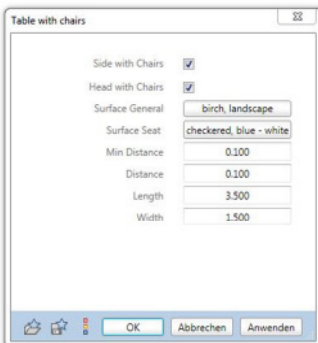 Table with chairs
Side with Chairs
Head with Chairs
Surface General birch, landscape
Surface Seat checkered, blue - white
Min Distance 0.100
Distance 0.100
Length 3.500
Width 1.500
OK Abbrechen Anwenden